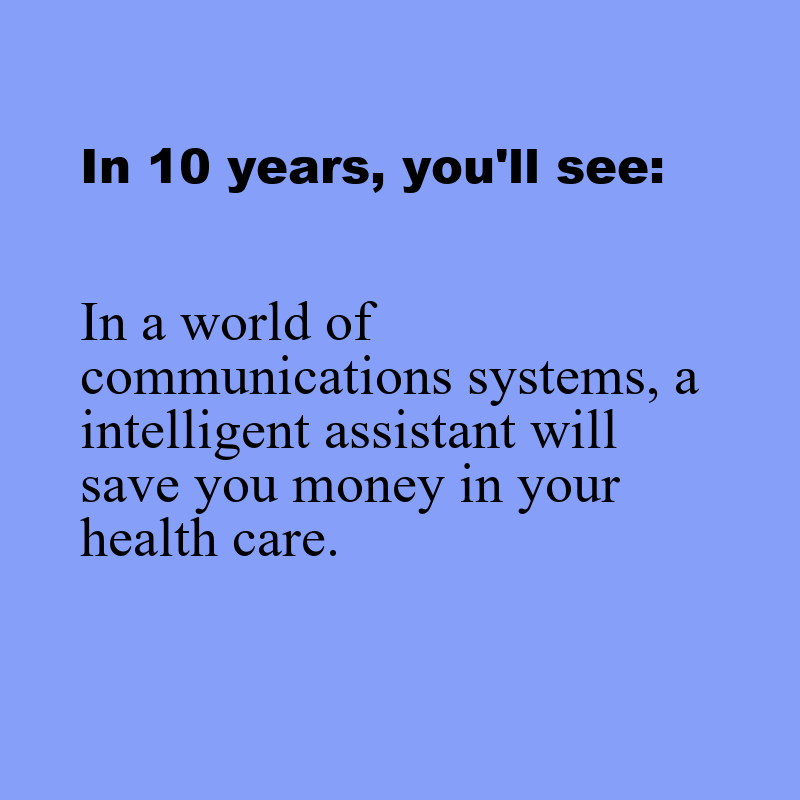 In 10 years, you'll see:
In a world of
communications systems, a
intelligent assistant will
save you money in your
health care.